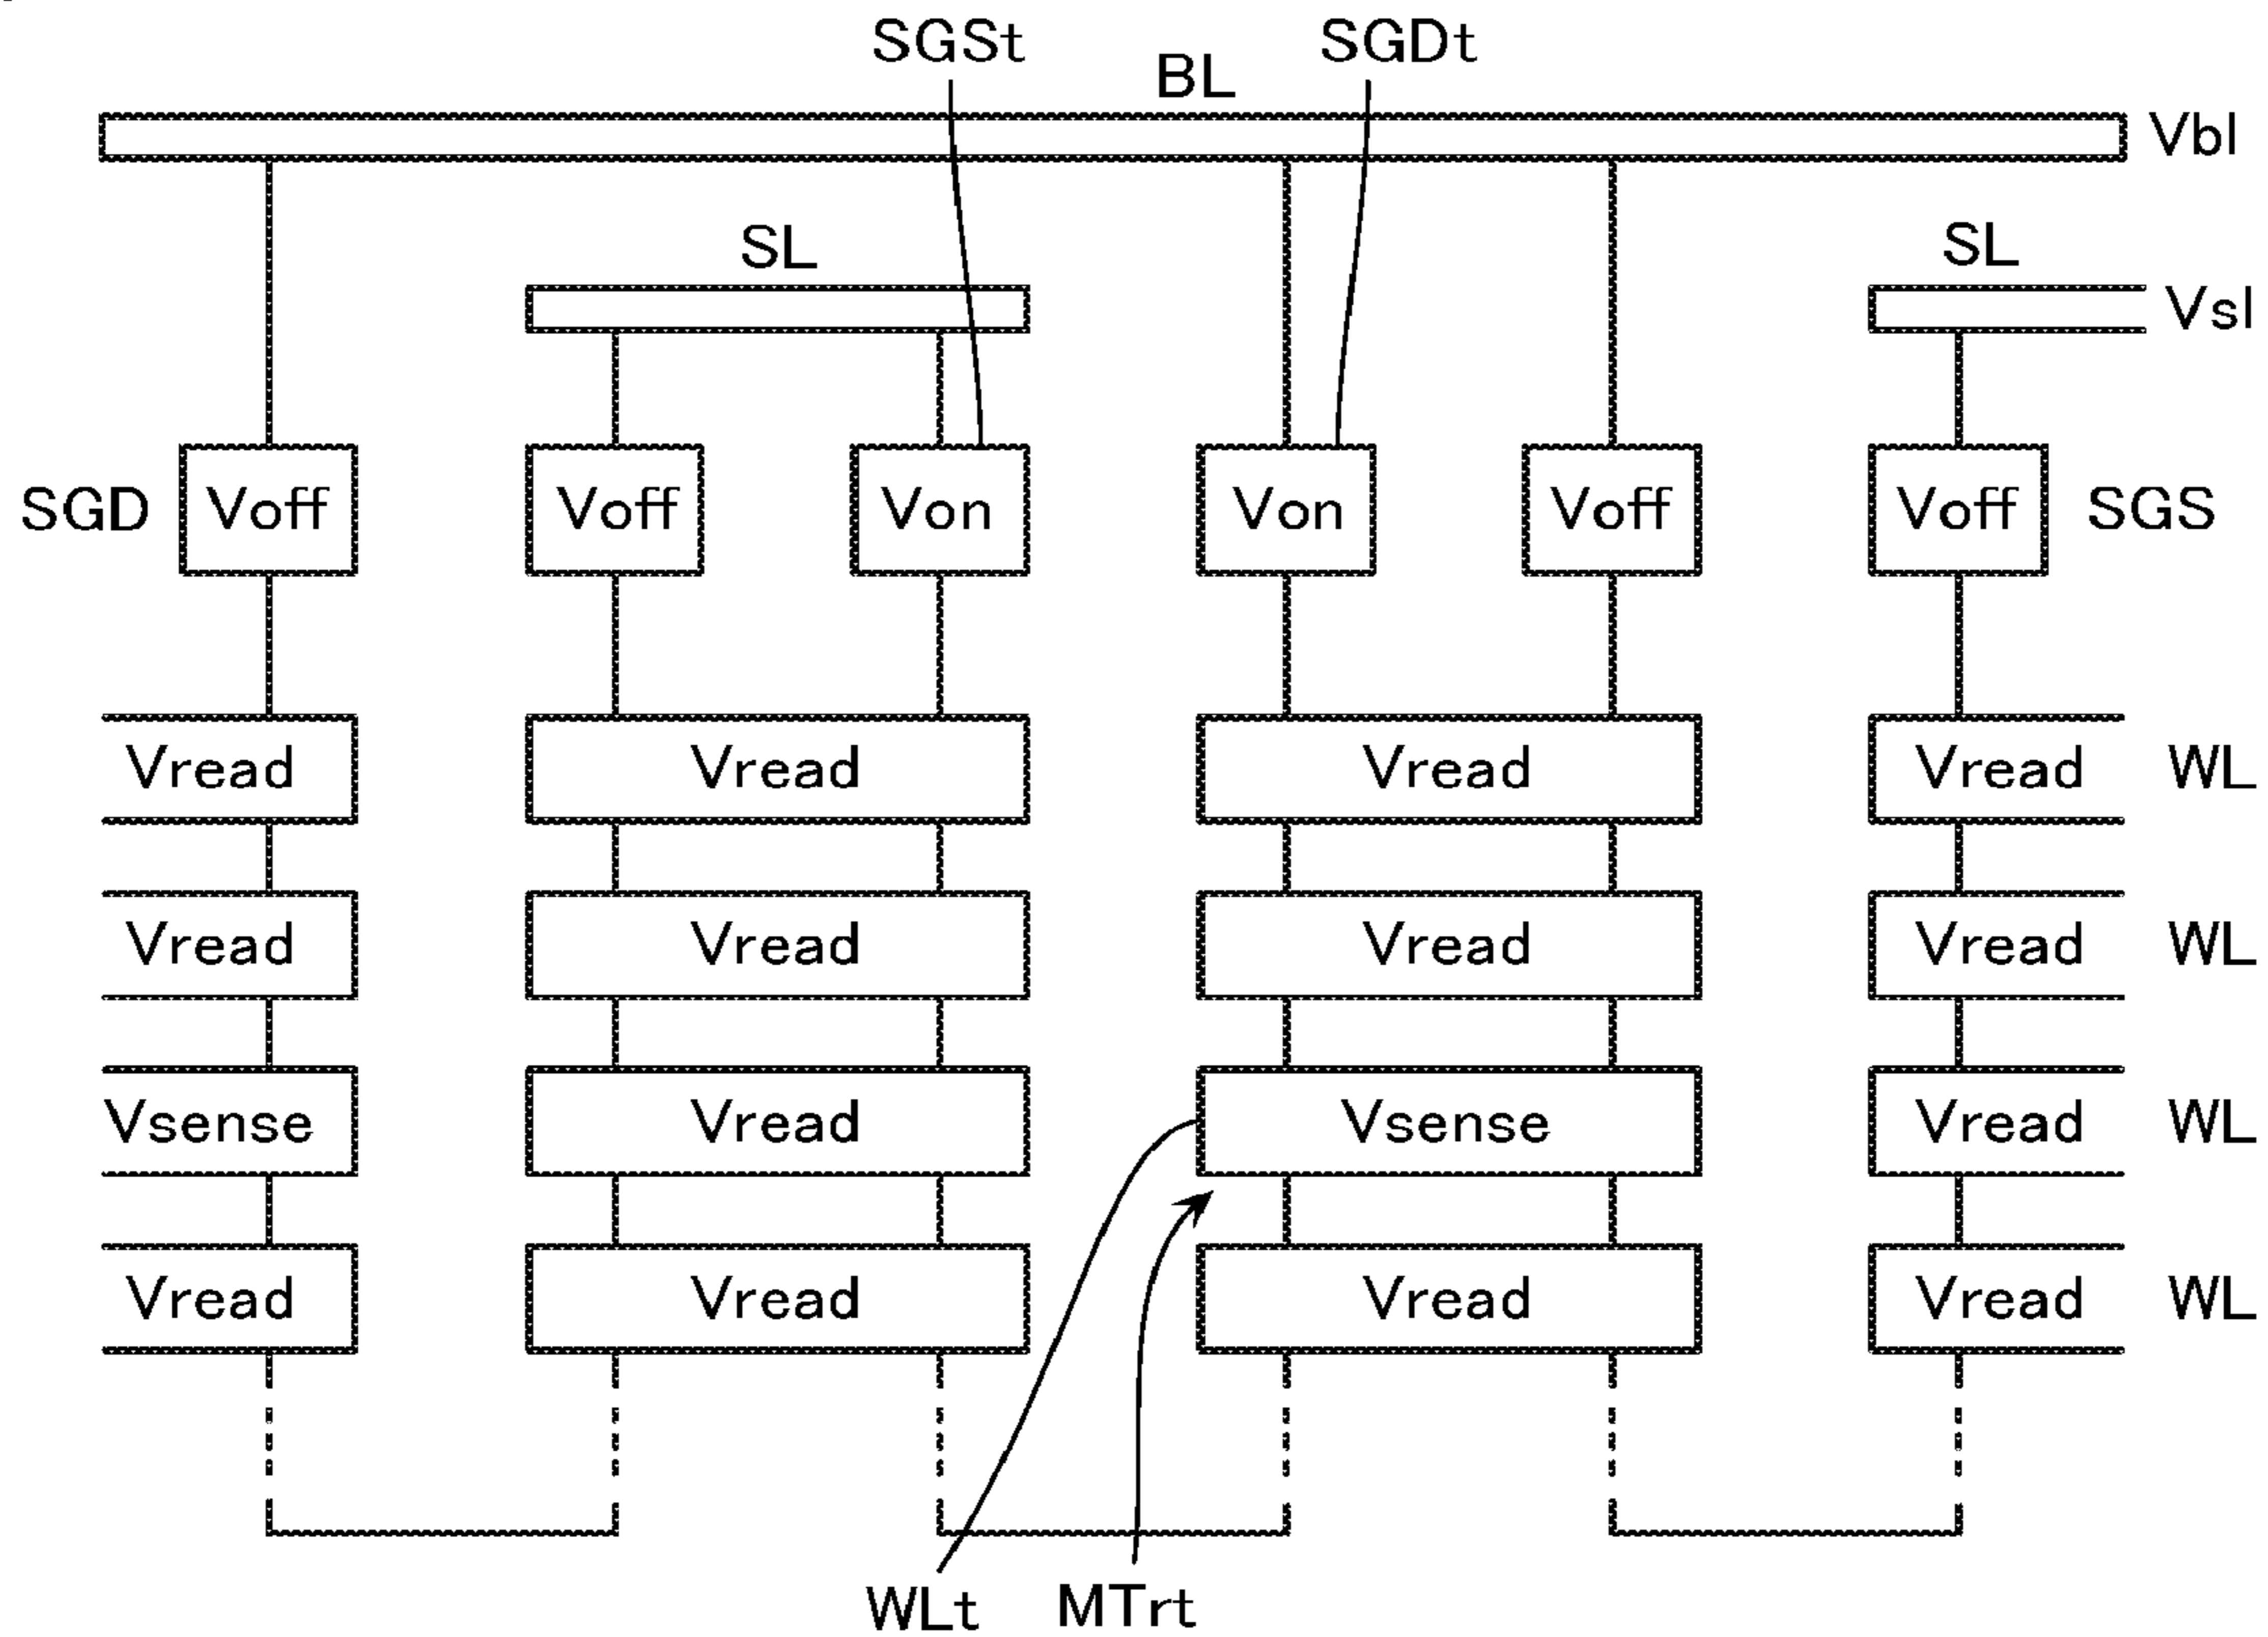 SGSt BL SGDt
Vbl
SL SL
Vsl
SGD Voff Voff Von Von Voff Voff SGS
Vread Vread Vread Vread WL
Vread Vread Vread Vread WL
Vsense Vread Vsense Vread WL
Vread Vread Vread Vread WL
WLt MTrt